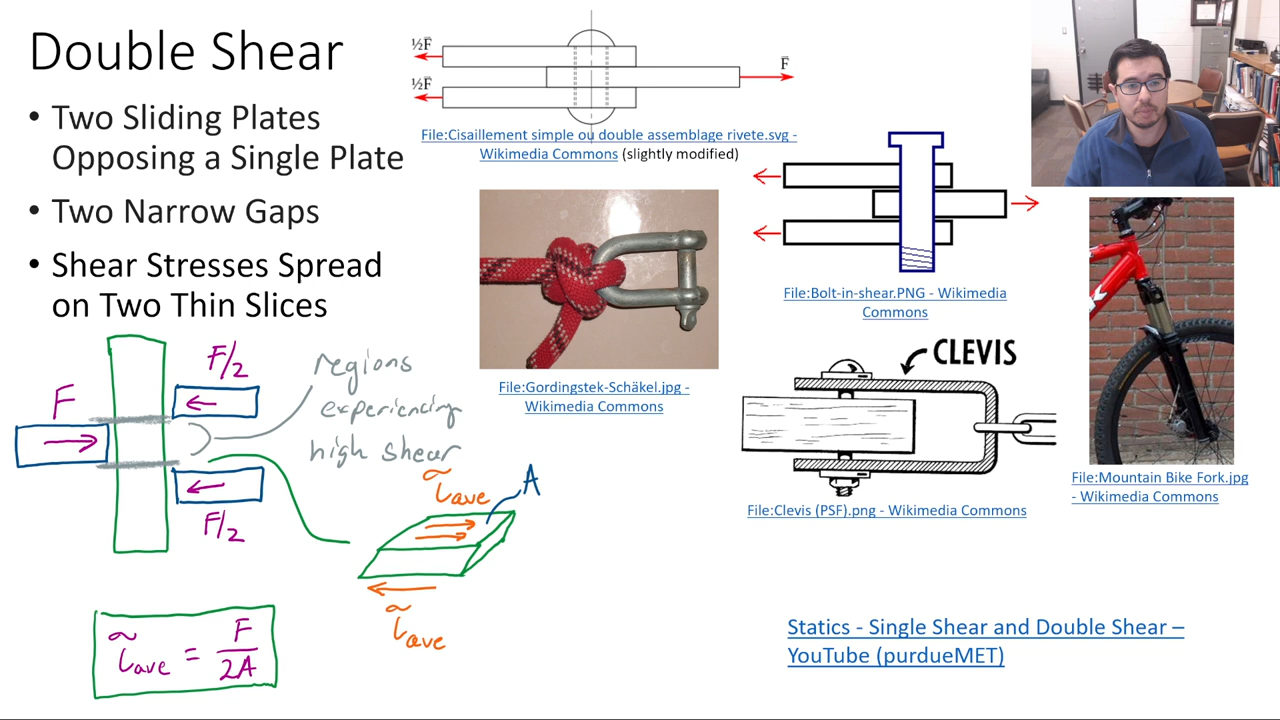 Double Shear
• Two Sliding Plates
Opposing a Single Plate
• Two Narrow Gaps
• Shear Stresses Spread
on Two Thin Slices
½F⃗
½F⃗
F⃗
File:Cisaillement simple ou double assemblage rivete.svg -
Wikimedia Commons (slightly modified)
File:Gordingstek-Schäkel.jpg -
Wikimedia Commons
File:Bolt-in-shear.PNG - Wikimedia
Commons
CLEVIS
File:Clevis (PSF).png - Wikimedia Commons
File:Mountain Bike Fork.jpg
- Wikimedia Commons
F
F/2
F/2
regions
experiencing
high shear
τ̃ave
A
τ̃ave
τ̃ave = F/2A
Statics - Single Shear and Double Shear –
YouTube (purdueMET)